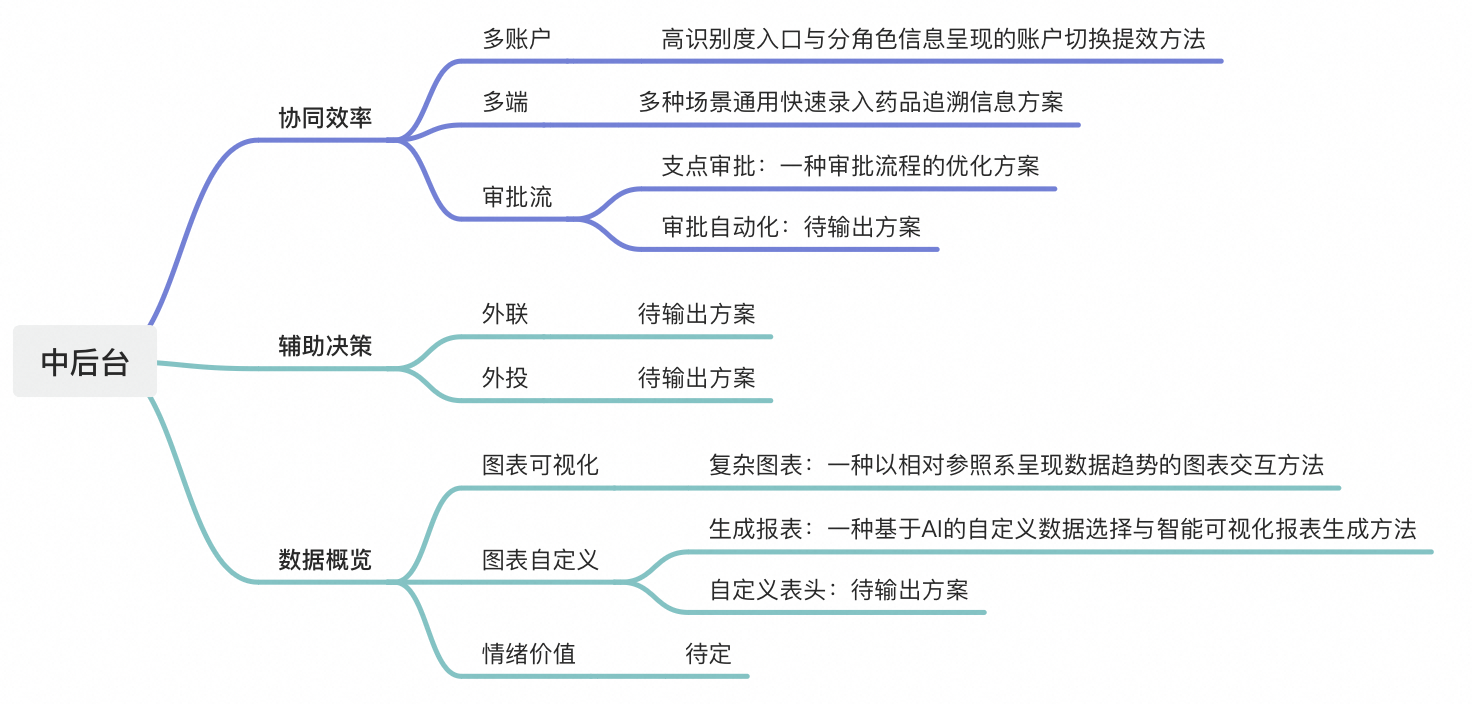 中后台
协同效率
多账户
高识别度入口与分角色信息呈现的账户切换提效方法
多端
多种场景通用快速录入药品追溯信息方案
审批流
支点审批：一种审批流程的优化方案
审批自动化：待输出方案
辅助决策
外联
待输出方案
外投
待输出方案
数据概览
图表可视化
复杂图表：一种以相对参照系呈现数据趋势的图表交互方法
图表自定义
生成报表：一种基于AI的自定义数据选择与智能可视化报表生成方法
自定义表头：待输出方案
情绪价值
待定